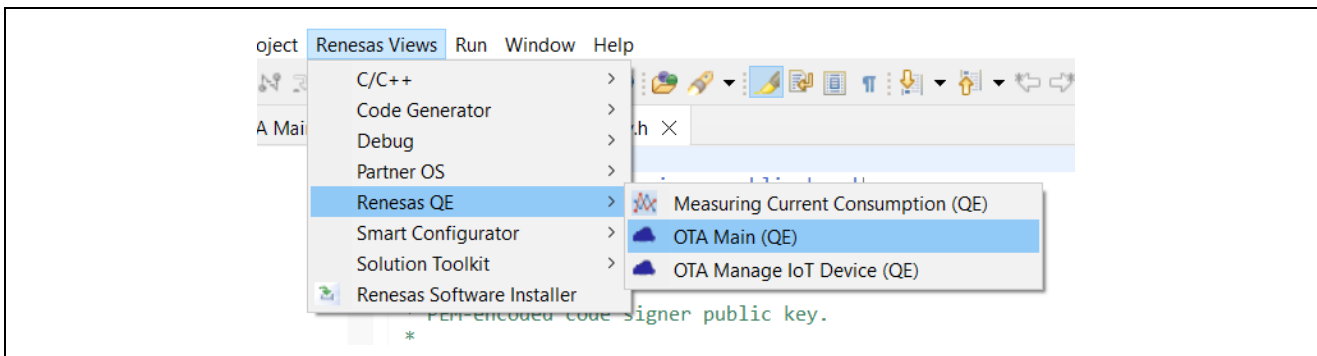 oject Renesas Views Run Window Help
C/C++ >
Code Generator >
A Mai
.h ×
Debug >
Partner OS >
Renesas QE >
Measuring Current Consumption (QE)
Smart Configurator >
OTA Main (QE)
Solution Toolkit >
OTA Manage IoT Device (QE)
Renesas Software Installer
* PEM-encoded code signer public key.
*